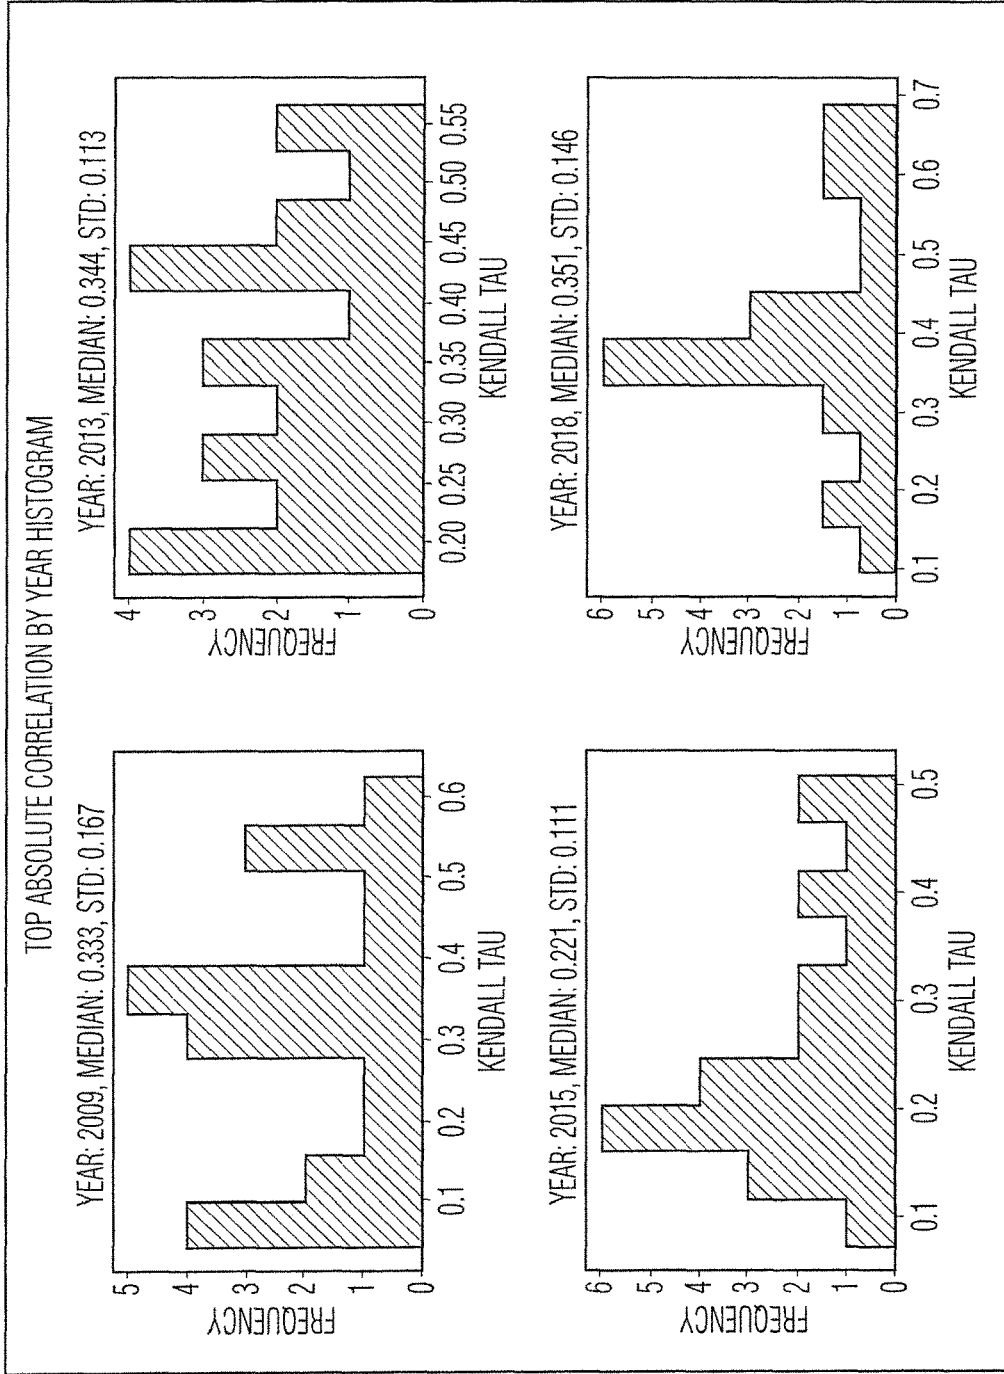 TOP ABSOLUTE CORRELATION BY YEAR HISTOGRAM
YEAR: 2009, MEDIAN: 0.333, STD: 0.167
5
4
3
2
1
0
FREQUENCY
0.1 0.2 0.3 0.4 0.5 0.6
KENDALL TAU
YEAR: 2013, MEDIAN: 0.344, STD: 0.113
4
3
2
1
0
FREQUENCY
0.20 0.25 0.30 0.35 0.40 0.45 0.50 0.55
KENDALL TAU
YEAR: 2015, MEDIAN: 0.221, STD: 0.111
6
5
4
3
2
1
0
FREQUENCY
0.1 0.2 0.3 0.4 0.5
KENDALL TAU
YEAR: 2018, MEDIAN: 0.351, STD: 0.146
6
5
4
3
2
1
0
FREQUENCY
0.1 0.2 0.3 0.4 0.5 0.6 0.7
KENDALL TAU